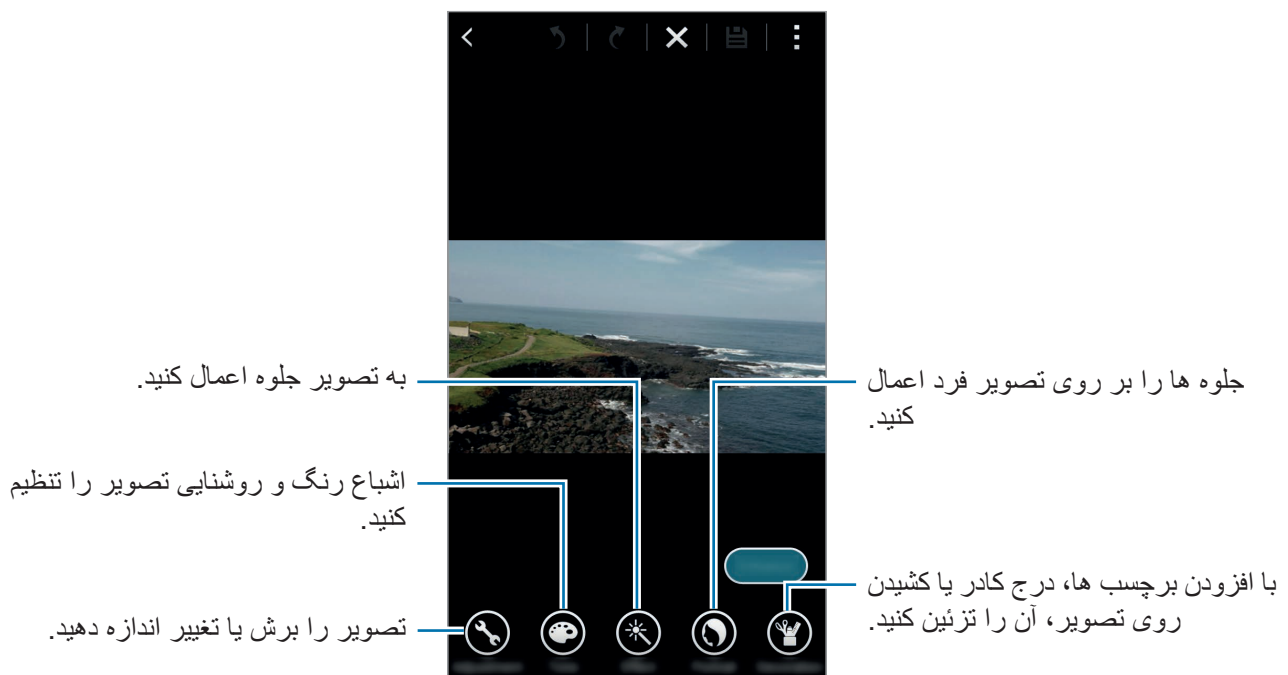 به تصویر جلوه اعمال کنید.
جلوه ها را بر روی تصویر فرد اعمال
کنید.
اشباع رنگ و روشنایی تصویر را تنظیم
کنید.
با افزودن برچسب ها، درج کادر یا کشیدن
روی تصویر، آن را تزئین کنید.
تصویر را برش یا تغییر اندازه دهید.